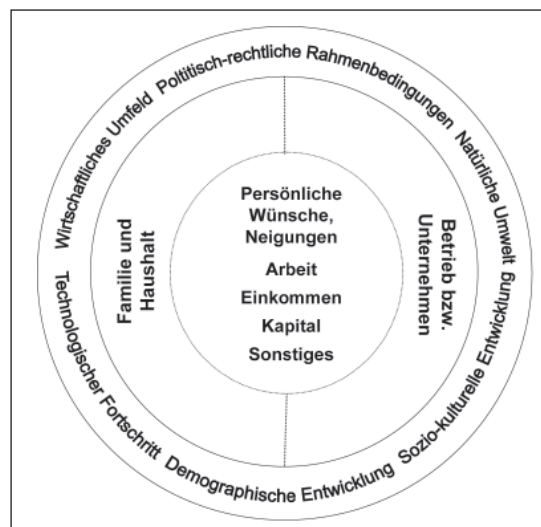 Wirtschaftliches Umfeld
Poltitisch-rechtliche Rahmenbedingungen
Natürliche Umwelt
Familie und
Haushalt
Persönliche
Wünsche,
Neigungen
Arbeit
Einkommen
Kapital
Sonstiges
Betrieb bzw.
Unternehmen
Technologischer Fortschritt
Demographische Entwicklung
Sozio-kulturelle Entwicklung